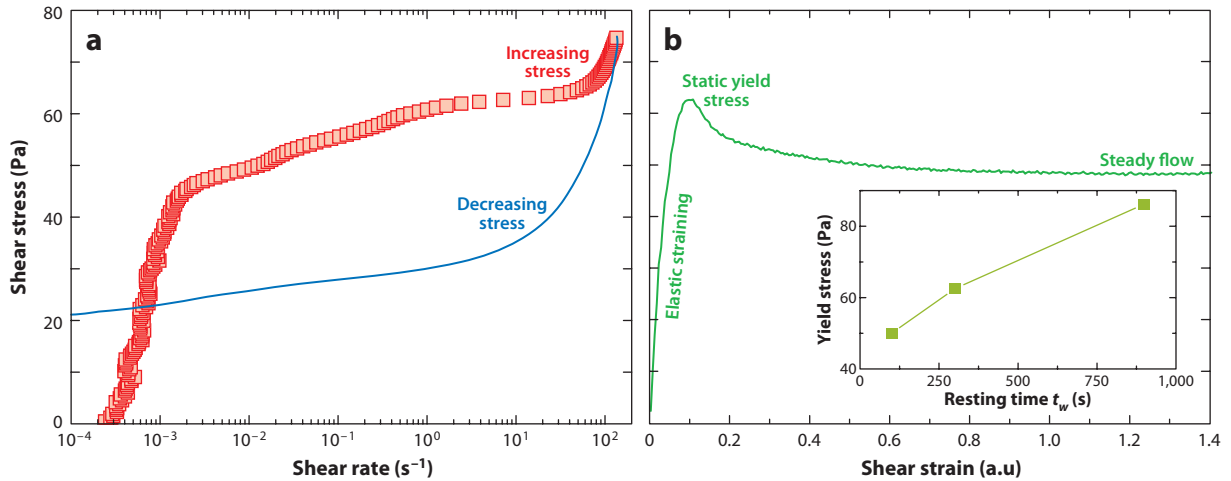 a
Shear stress (Pa)
80
60
40
20
0
10⁻⁴
10⁻³
10⁻²
10⁻¹
10⁰
10¹
10²
Shear rate (s⁻¹)
Increasing
stress
Decreasing
stress
b
Static yield
stress
Elastic straining
Steady flow
0
0.2
0.4
0.6
0.8
1.0
1.2
1.4
Shear strain (a.u)
Yield stress (Pa)
80
60
40
0
250
500
750
1,000
Resting time t_w (s)